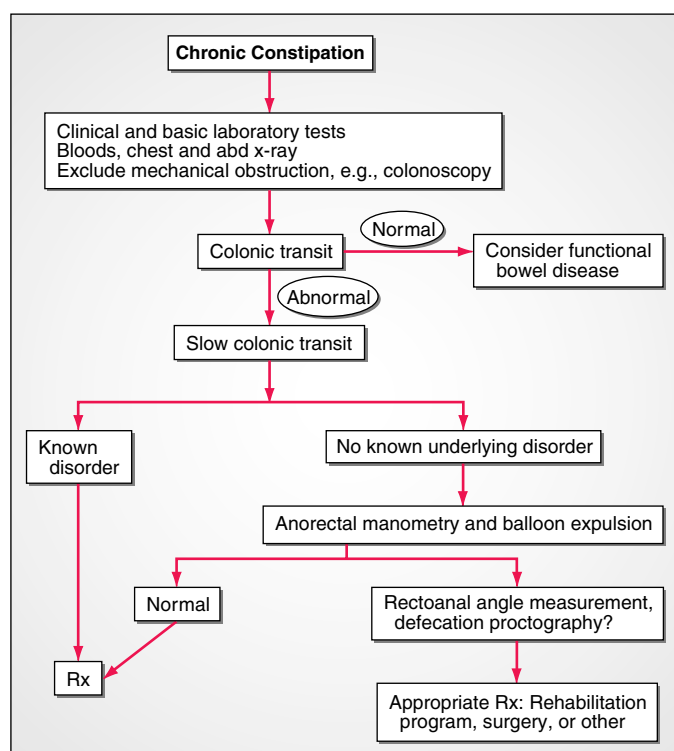 Chronic Constipation
Clinical and basic laboratory tests
Bloods, chest and abd x-ray
Exclude mechanical obstruction, e.g., colonoscopy
Colonic transit
Normal
Consider functional
bowel disease
Abnormal
Slow colonic transit
Known
disorder
No known underlying disorder
Anorectal manometry and balloon expulsion
Normal
Rectoanal angle measurement,
defecation proctography?
Rx
Appropriate Rx: Rehabilitation
program, surgery, or other